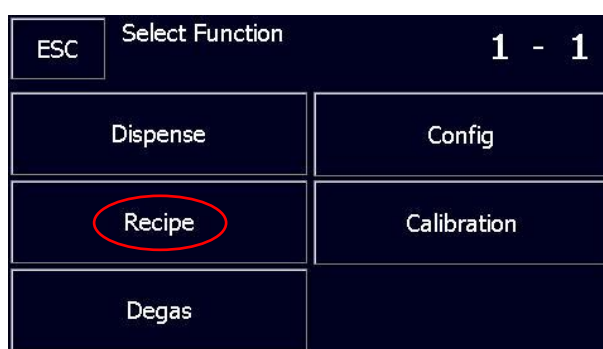 ESC Select Function 1 - 1
Dispense Config
Recipe Calibration
Degas